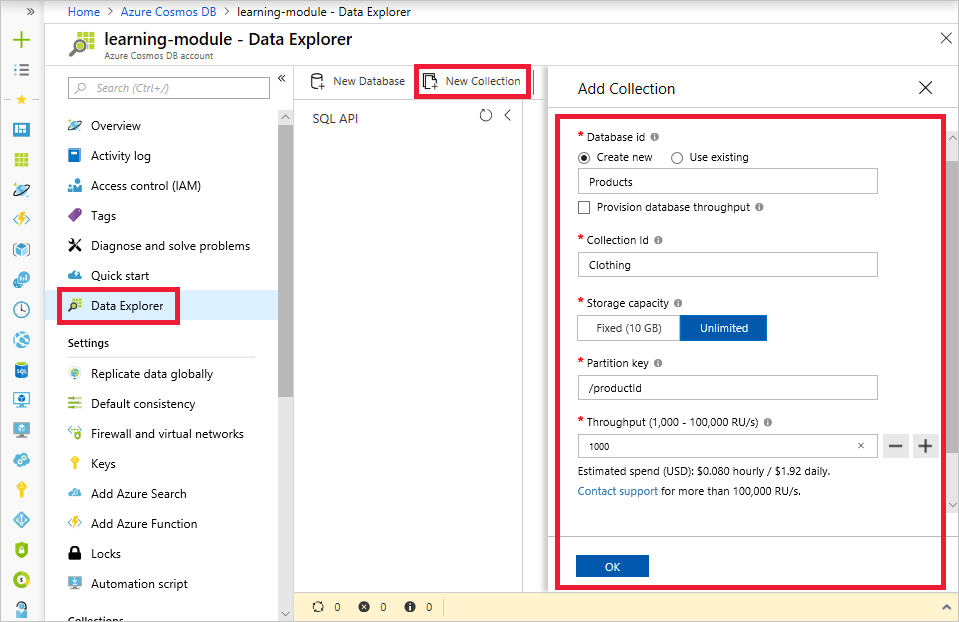 Home > Azure Cosmos DB > learning-module - Data Explorer
learning-module - Data Explorer
Azure Cosmos DB account
Search (Ctrl+/)
Overview
Activity log
Access control (IAM)
Tags
Diagnose and solve problems
Quick start
Data Explorer
Settings
Replicate data globally
Default consistency
Firewall and virtual networks
Keys
Add Azure Search
Add Azure Function
Locks
Automation script
Collections
New Database
New Collection
SQL API
Add Collection
* Database id
Create new Use existing
Products
Provision database throughput
* Collection Id
Clothing
* Storage capacity
Fixed (10 GB) Unlimited
* Partition key
/productId
* Throughput (1,000 - 100,000 RU/s)
1000
Estimated spend (USD): $0.080 hourly / $1.92 daily.
Contact support for more than 100,000 RU/s.
OK
0 0 0
SQL